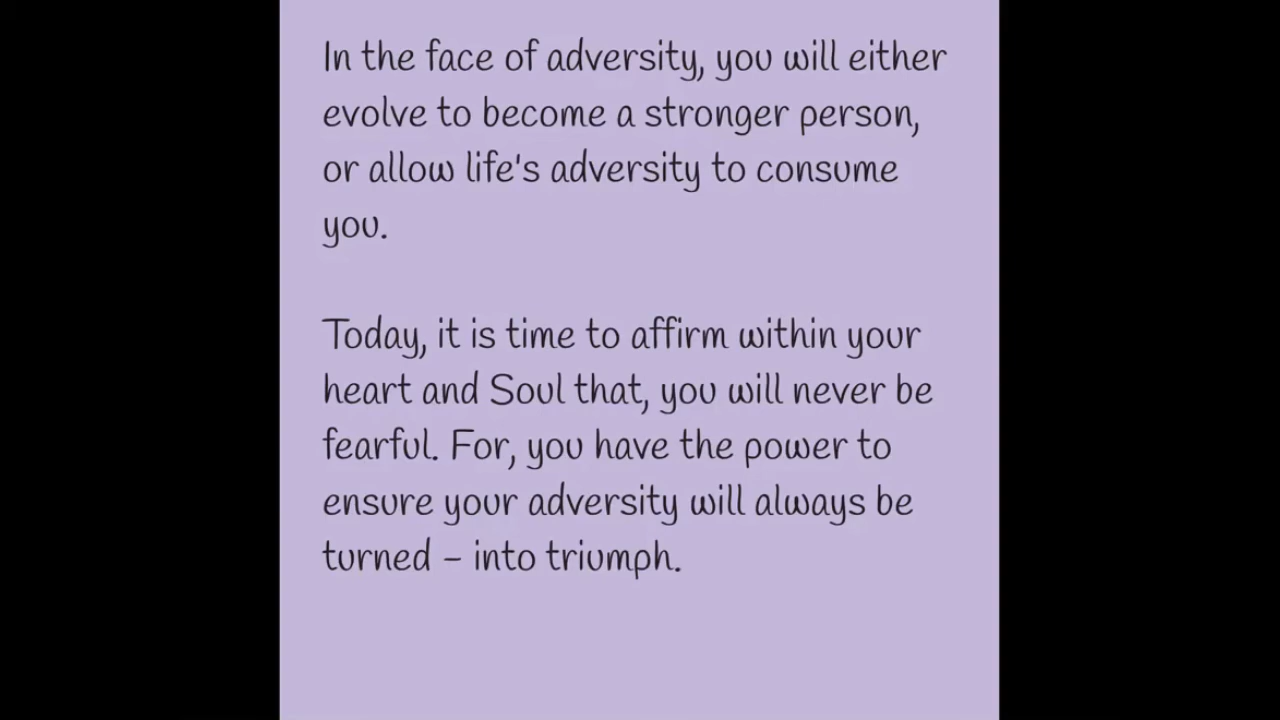 In the face of adversity, you will either
evolve to become a stronger person,
or allow life's adversity to consume
you.
Today, it is time to affirm within your
heart and Soul that, you will never be
fearful. For, you have the power to
ensure your adversity will always be
turned – into triumph.